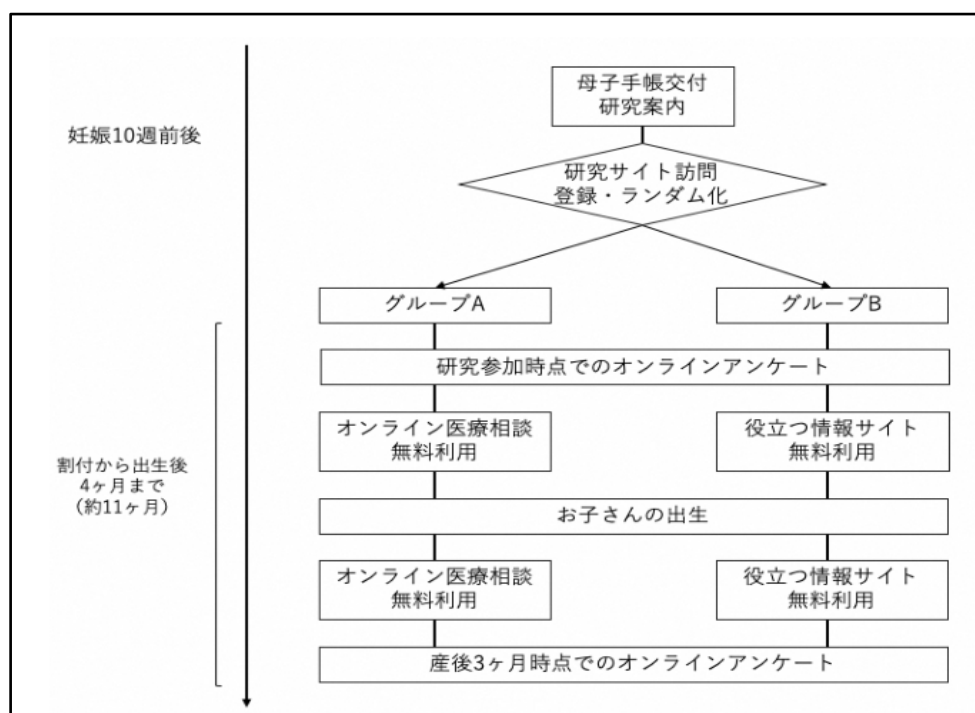 母子手帳交付
研究案内
妊娠10週前後
研究サイト訪問
登録・ランダム化
グループA
グループB
研究参加時点でのオンラインアンケート
オンライン医療相談
無料利用
役立つ情報サイト
無料利用
割付から出生後
4ヶ月まで
（約11ヶ月）
お子さんの出生
オンライン医療相談
無料利用
役立つ情報サイト
無料利用
産後3ヶ月時点でのオンラインアンケート